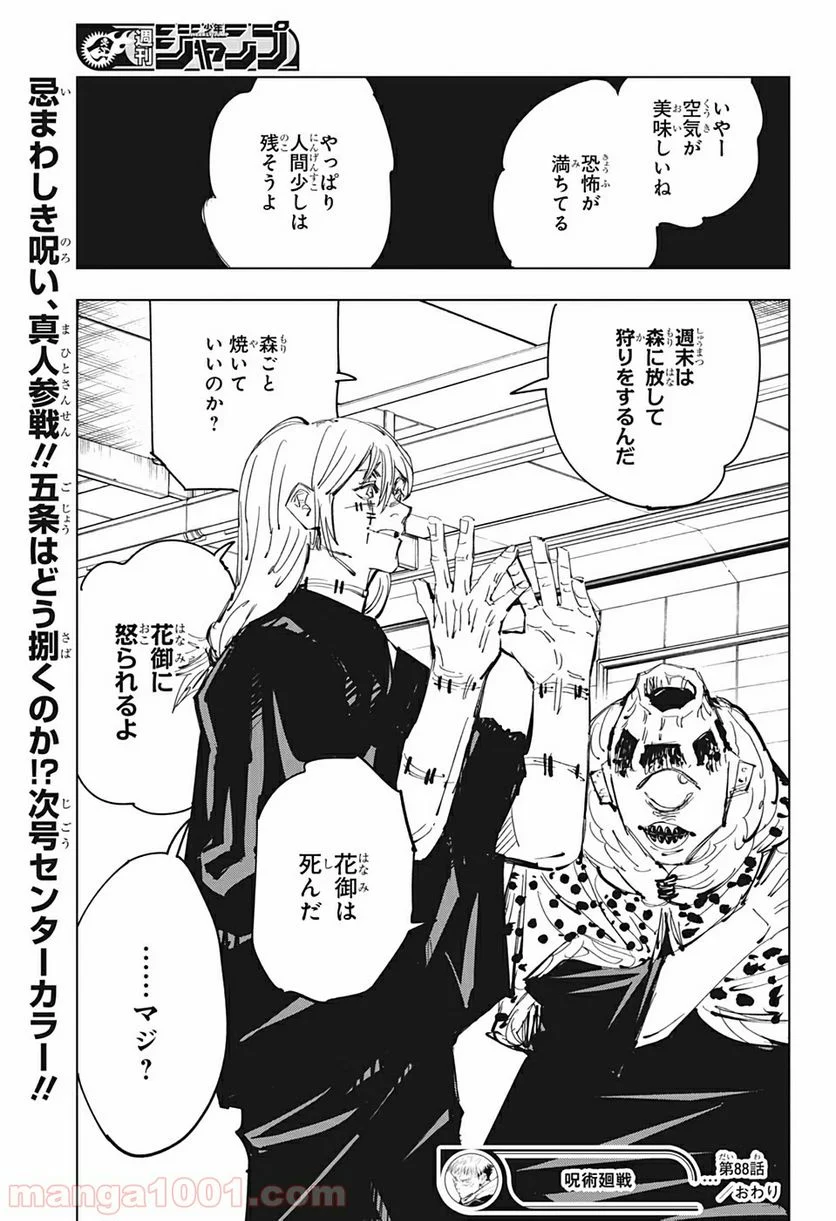 週刊
少年
ジャンプ
いやー
空気が
美味しいね
恐怖が
満ちてる
やっぱり
人間少しは
残そうよ
週末は
森に放して
狩りをするんだ
森ごと
焼いて
いいのか？
花御に
怒られるよ
花御は
死んだ
……マジ？
忌まわしき呪い、真人参戦!!五条はどう捌くのか!?次号センターカラー!!
呪術廻戦
…第88話
／おわり
manga1001.com